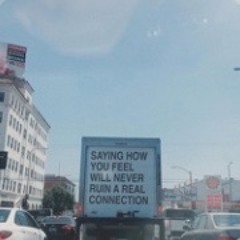 SAYING HOW
YOU FEEL
WILL NEVER
RUIN A REAL
CONNECTION